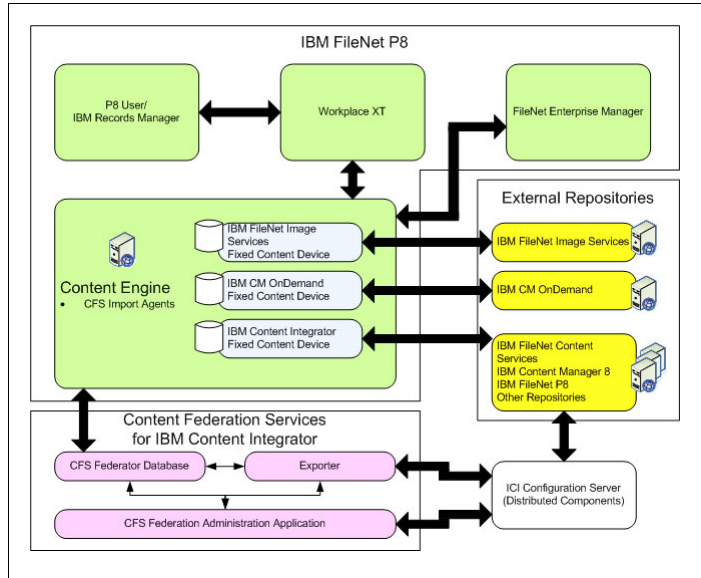 IBM FileNet P8
P8 User/
IBM Records Manager
Workplace XT
FileNet Enterprise Manager
External Repositories
IBM FileNet Image
Services
Fixed Content Device
IBM FileNet Image Services
Content Engine
• CFS Import Agents
IBM CM OnDemand
Fixed Content Device
IBM CM OnDemand
IBM Content Integrator
Fixed Content Device
IBM FileNet Content
Services
IBM Content Manager 8
IBM FileNet P8
Other Repositories
Content Federation Services
for IBM Content Integrator
CFS Federator Database
Exporter
ICI Configuration Server
(Distributed Components)
CFS Federation Administration Application